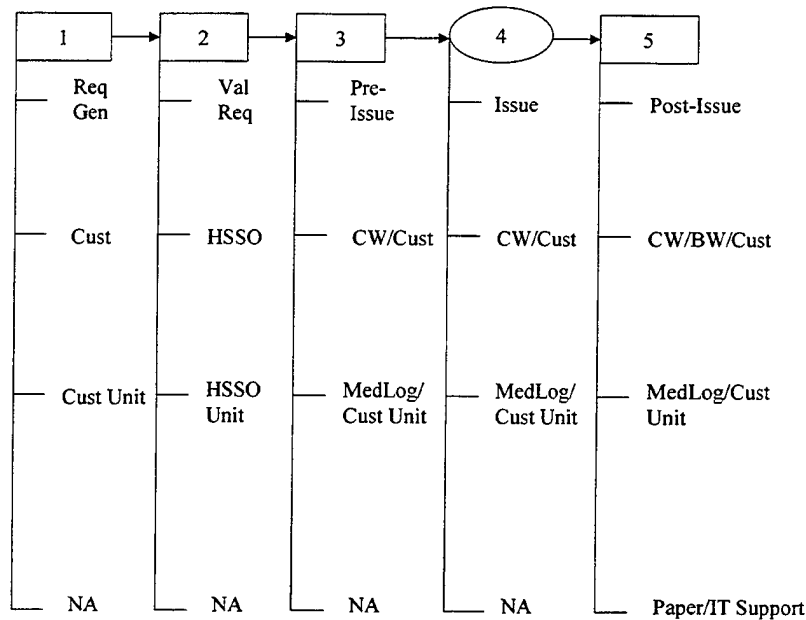 1
2
3
4
5
Req
Gen
Val
Req
Pre-
Issue
Issue
Post-Issue
Cust
HSSO
CW/Cust
CW/Cust
CW/BW/Cust
Cust Unit
HSSO
Unit
MedLog/
Cust Unit
MedLog/
Cust Unit
MedLog/Cust
Unit
NA
NA
NA
NA
Paper/IT Support